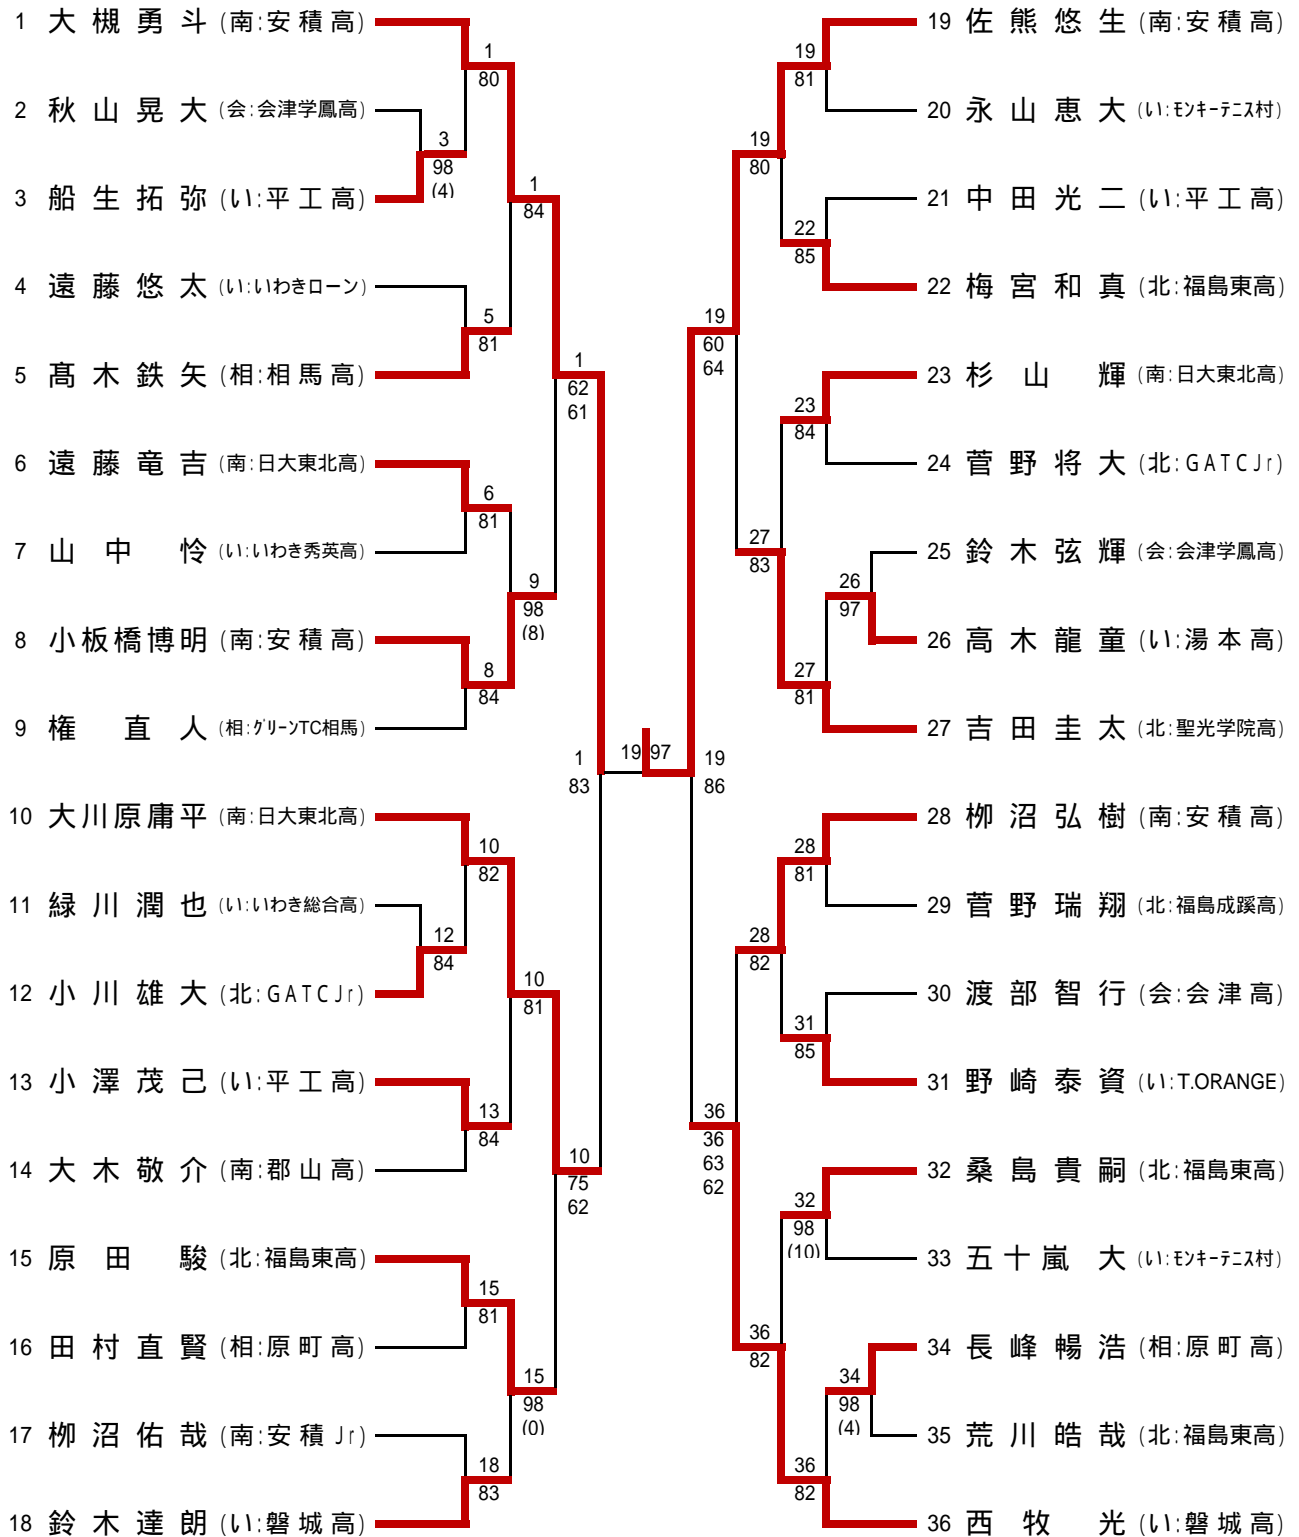 1 大槻勇斗 (南:安積高)
2 秋山晃大 (会:会津学鳳高)
3 船生拓弥 (い:平工高)
4 遠藤悠太 (い:いわきローン)
5 髙木鉄矢 (相:相馬高)
6 遠藤竜吉 (南:日大東北高)
7 山中怜 (い:いわき秀英高)
8 小板橋博明 (南:安積高)
9 権直人 (相:グリーンTC相馬)
10 大川原庸平 (南:日大東北高)
11 緑川潤也 (い:いわき総合高)
12 小川雄大 (北:GATCJr)
13 小澤茂己 (い:平工高)
14 大木敬介 (南:郡山高)
15 原田駿 (北:福島東高)
16 田村直賢 (相:原町高)
17 栁沼佑哉 (南:安積Jr)
18 鈴木達朗 (い:磐城高)
1
80
3
98
(4)
1
84
5
81
1
62
61
6
81
9
98
(8)
8
84
1
83
10
82
12
84
10
81
13
84
10
75
62
15
81
15
98
(0)
18
83
19 97
19
81
19
80
22
85
19
60
64
23
84
27
83
26
97
27
81
19
86
28
81
28
82
31
85
36
36
63
62
32
98
(10)
36
82
34
98
(4)
36
82
19 佐熊悠生 (南:安積高)
20 永山恵大 (い:モンキーテニス村)
21 中田光二 (い:平工高)
22 梅宮和真 (北:福島東高)
23 杉山輝 (南:日大東北高)
24 菅野将大 (北:GATCJr)
25 鈴木弦輝 (会:会津学鳳高)
26 高木龍童 (い:湯本高)
27 吉田圭太 (北:聖光学院高)
28 栁沼弘樹 (南:安積高)
29 菅野瑞翔 (北:福島成蹊高)
30 渡部智行 (会:会津高)
31 野崎泰資 (い:T.ORANGE)
32 桑島貴嗣 (北:福島東高)
33 五十嵐大 (い:モンキーテニス村)
34 長峰暢浩 (相:原町高)
35 荒川皓哉 (北:福島東高)
36 西牧光 (い:磐城高)